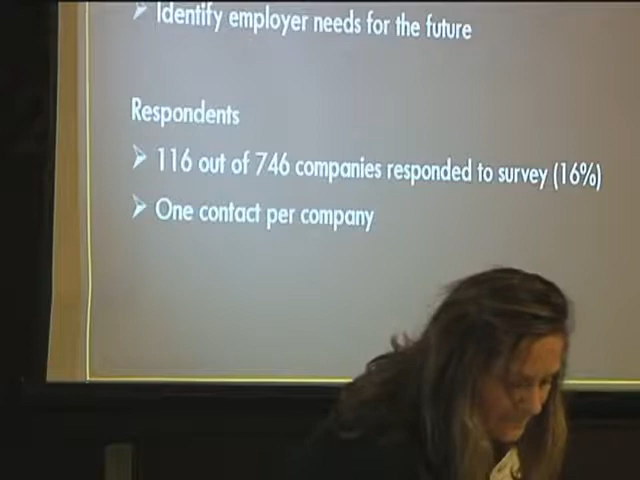 ➢ Identify employer needs for the future
Respondents
➢ 116 out of 746 companies responded to survey (16%)
➢ One contact per company